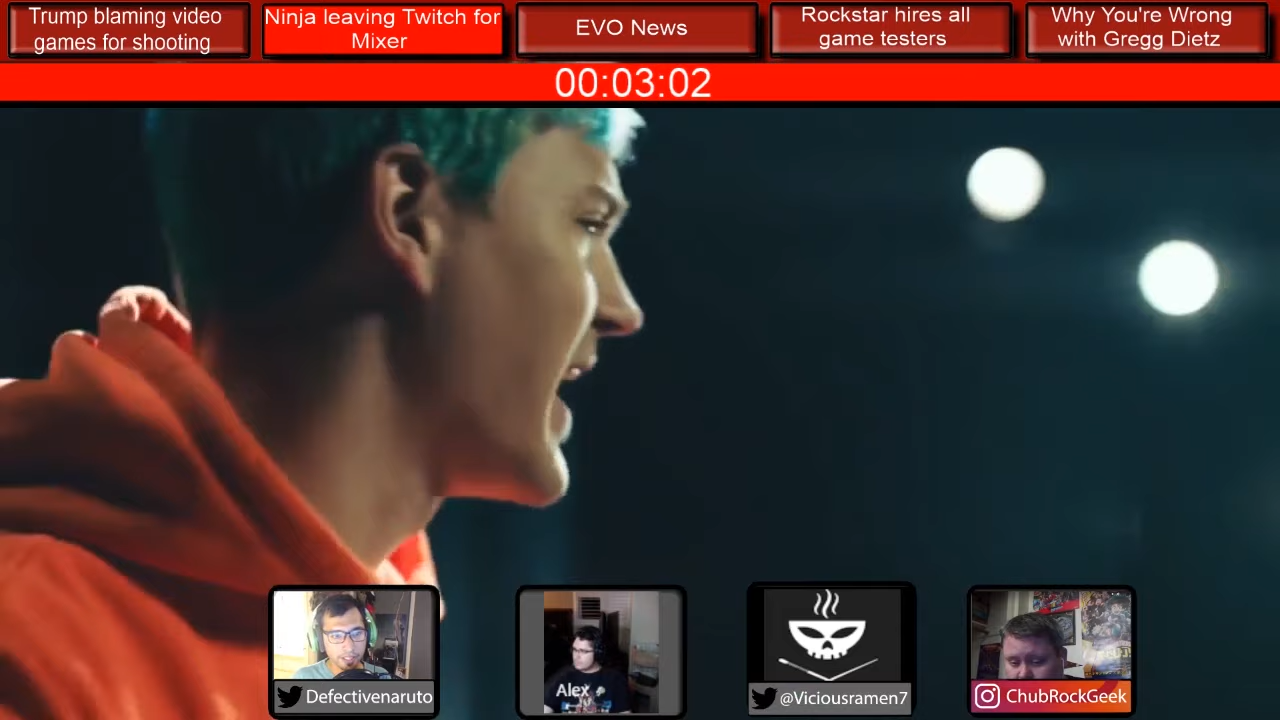 Trump blaming video
games for shooting
Ninja leaving Twitch for
Mixer
EVO News
Rockstar hires all
game testers
Why You're Wrong
with Gregg Dietz
00:03:02
Defectivenaruto
Alex
@Viciousramen7
ChubRockGeek